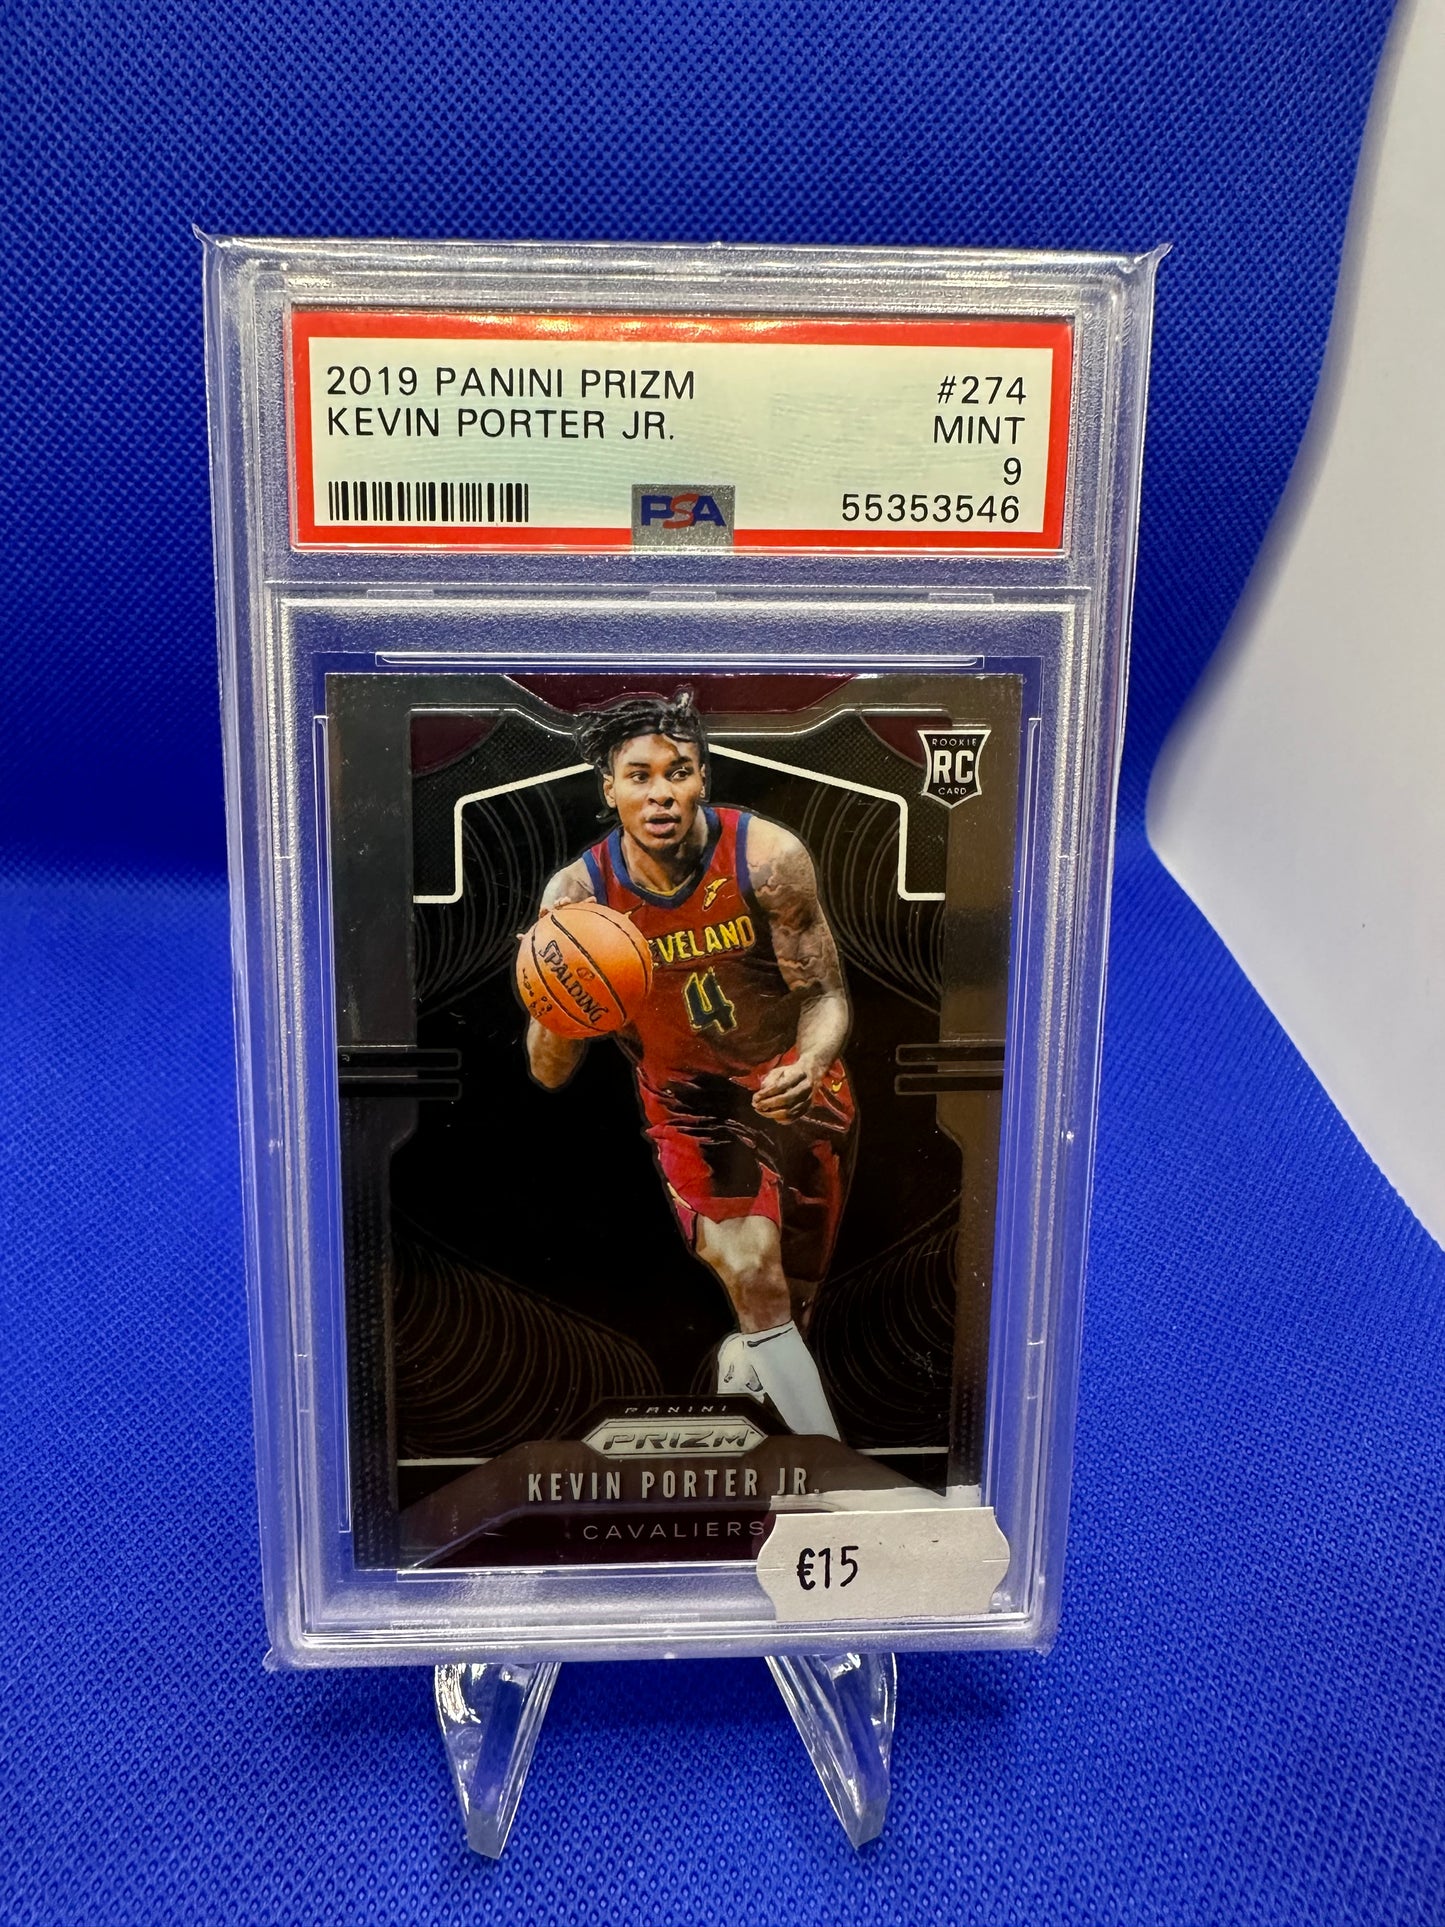 2019 PANINI PRIZM
KEVIN PORTER JR.
#274
MINT
9
55353546
PSA
ROOKIE
RC
CARD
EVELAND
4
SPALDING
PANINI
PRIZM
KEVIN PORTER JR.
CAVALIERS
€15